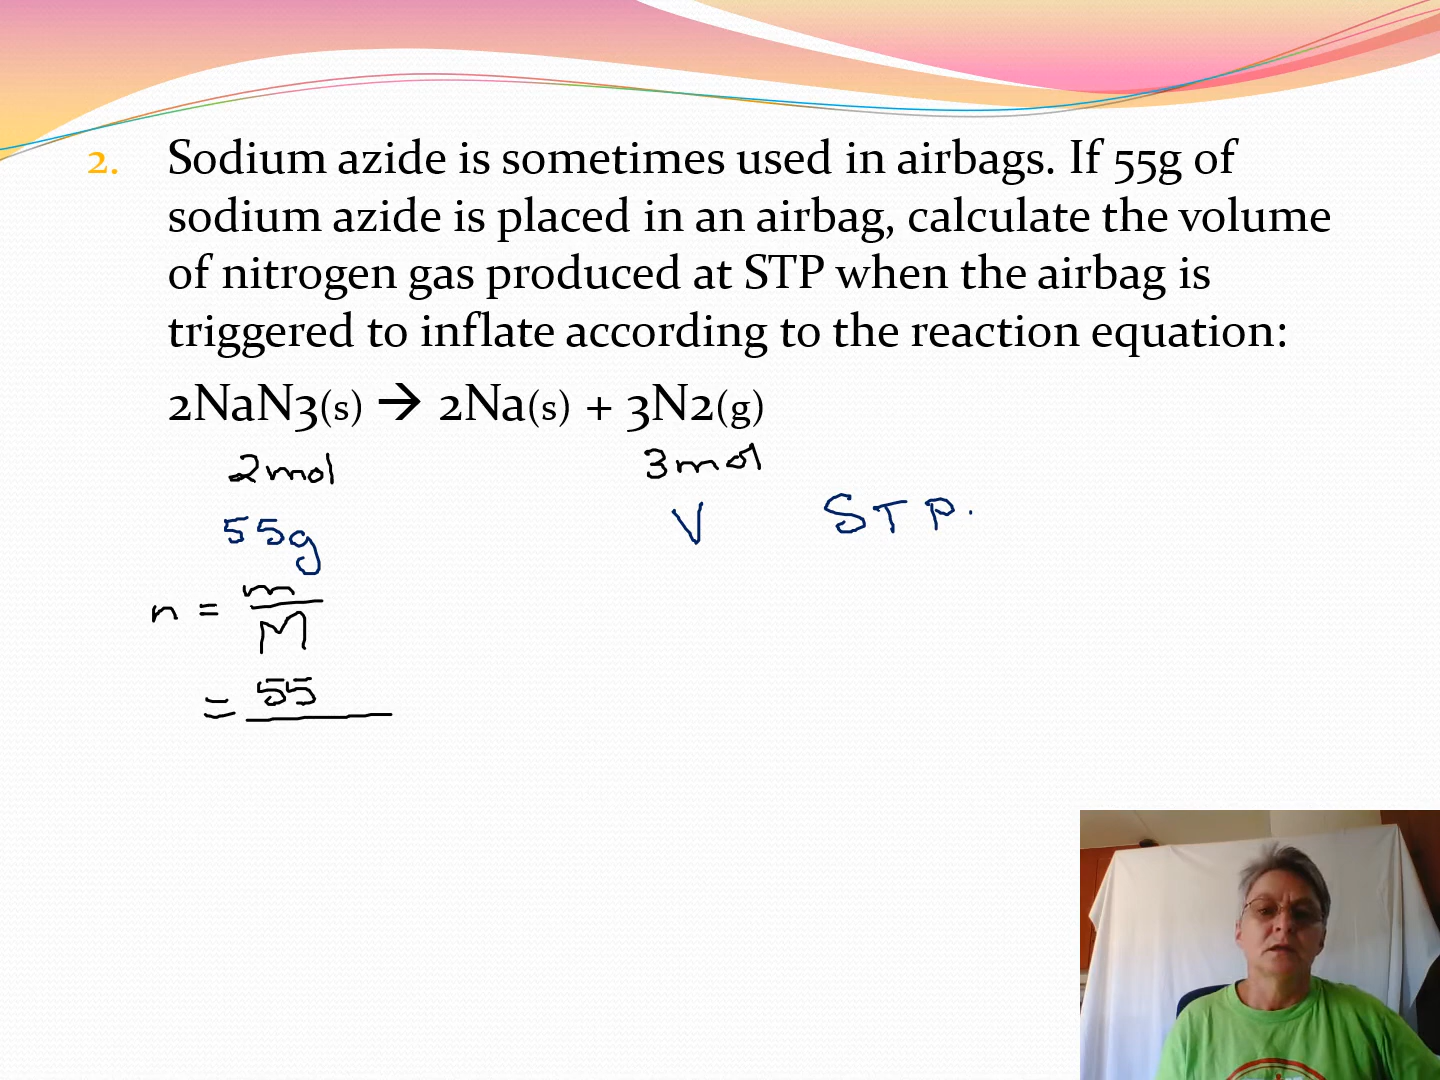 2. Sodium azide is sometimes used in airbags. If 55g of
sodium azide is placed in an airbag, calculate the volume
of nitrogen gas produced at STP when the airbag is
triggered to inflate according to the reaction equation:
2NaN3(s) → 2Na(s) + 3N2(g)
2mol 3mol
55g V STP.
n = m
M
= 55